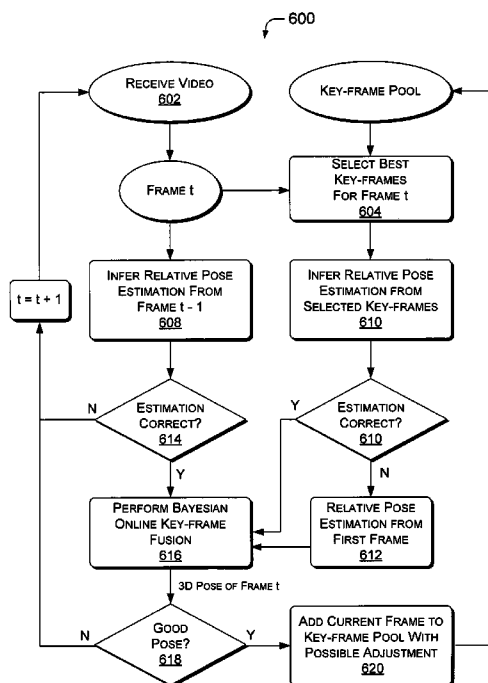 600
RECEIVE VIDEO
602
KEY-FRAME POOL
FRAME t
SELECT BEST
KEY-FRAMES
FOR FRAME t
604
t = t + 1
INFER RELATIVE POSE
ESTIMATION FROM
FRAME t - 1
608
INFER RELATIVE POSE
ESTIMATION FROM
SELECTED KEY-FRAMES
610
N
ESTIMATION
CORRECT?
614
Y
Y
ESTIMATION
CORRECT?
610
N
PERFORM BAYESIAN
ONLINE KEY-FRAME
FUSION
616
RELATIVE POSE
ESTIMATION FROM
FIRST FRAME
612
3D POSE OF FRAME t
N
GOOD
POSE?
618
Y
ADD CURRENT FRAME TO
KEY-FRAME POOL WITH
POSSIBLE ADJUSTMENT
620